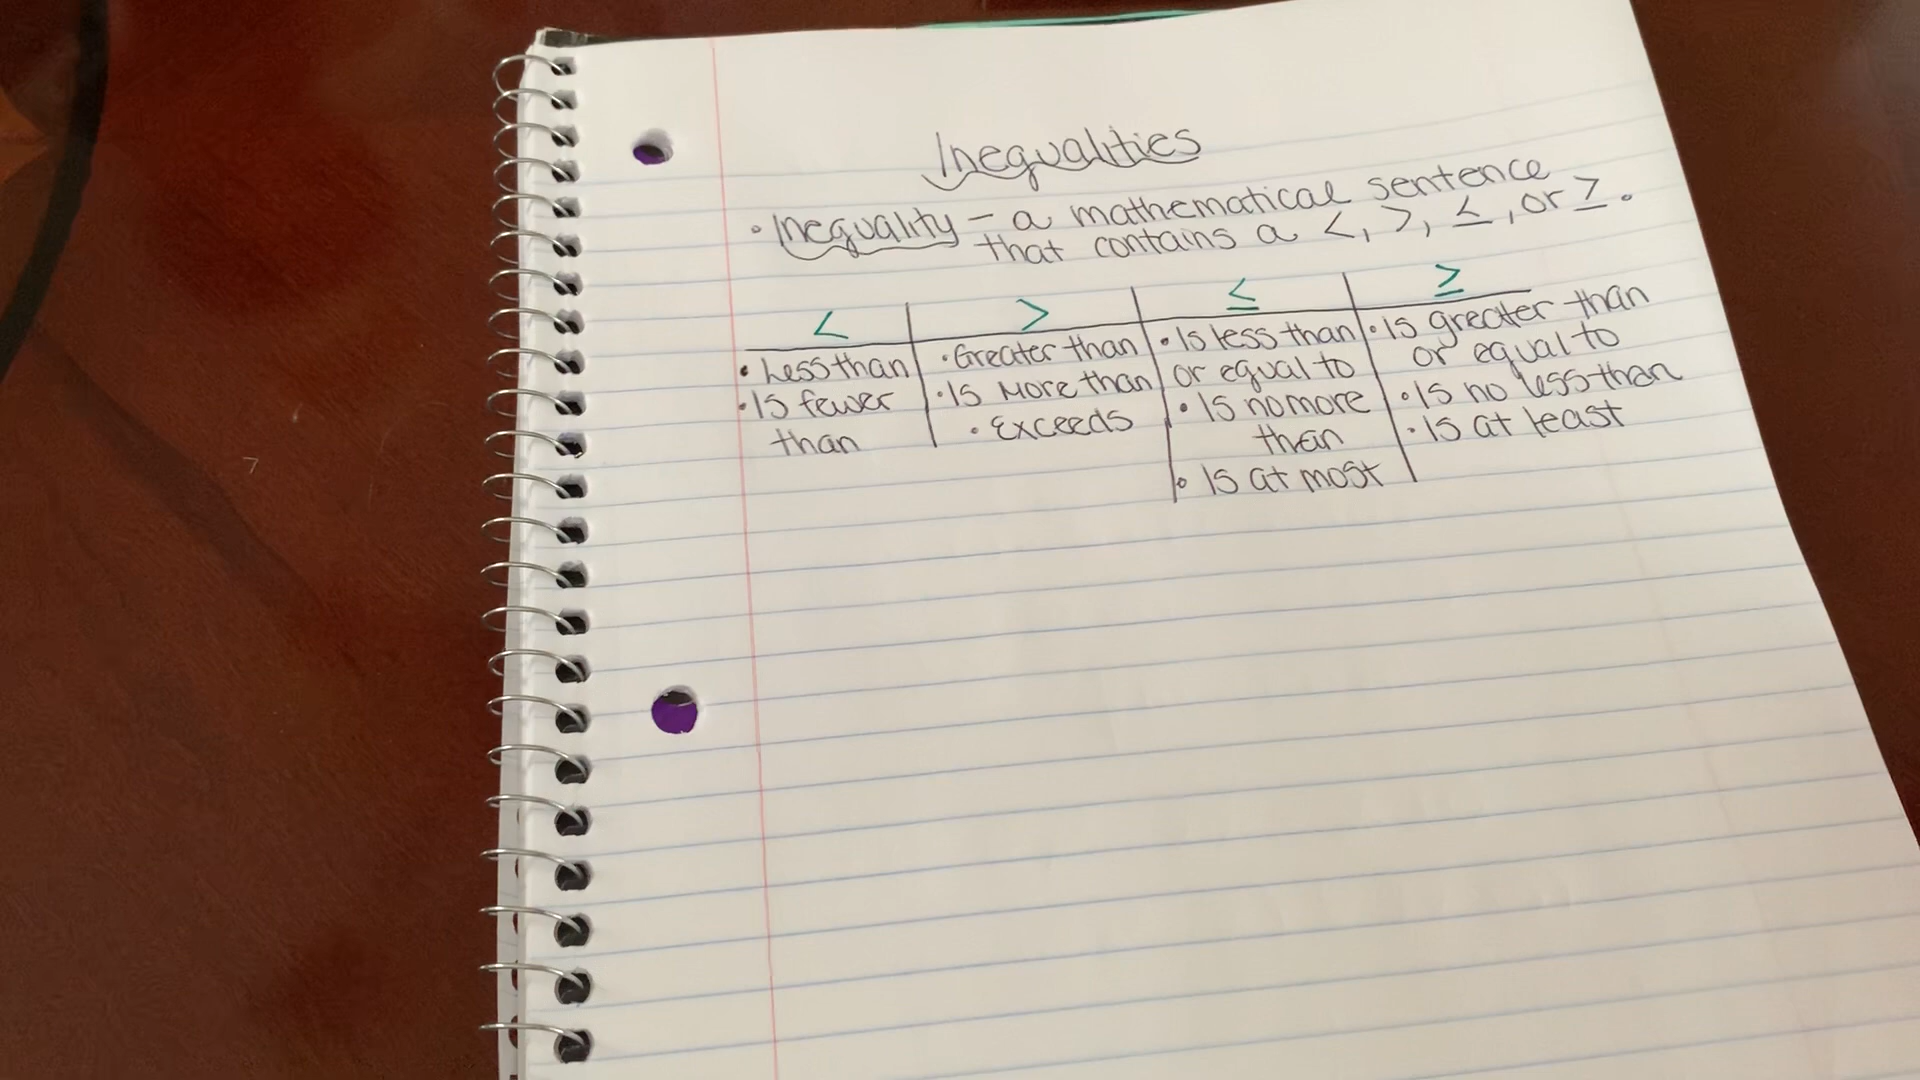 Inequalities
• Inequality - a mathematical sentence
that contains a <, >, ≤, or ≥.
< > ≤ ≥
• Less than
• Is fewer
than
• Greater than
• Is More than
• Exceeds
• Is less than
or equal to
• Is no more
than
• Is at most
• Is greater than
or equal to
• Is no less than
• Is at least